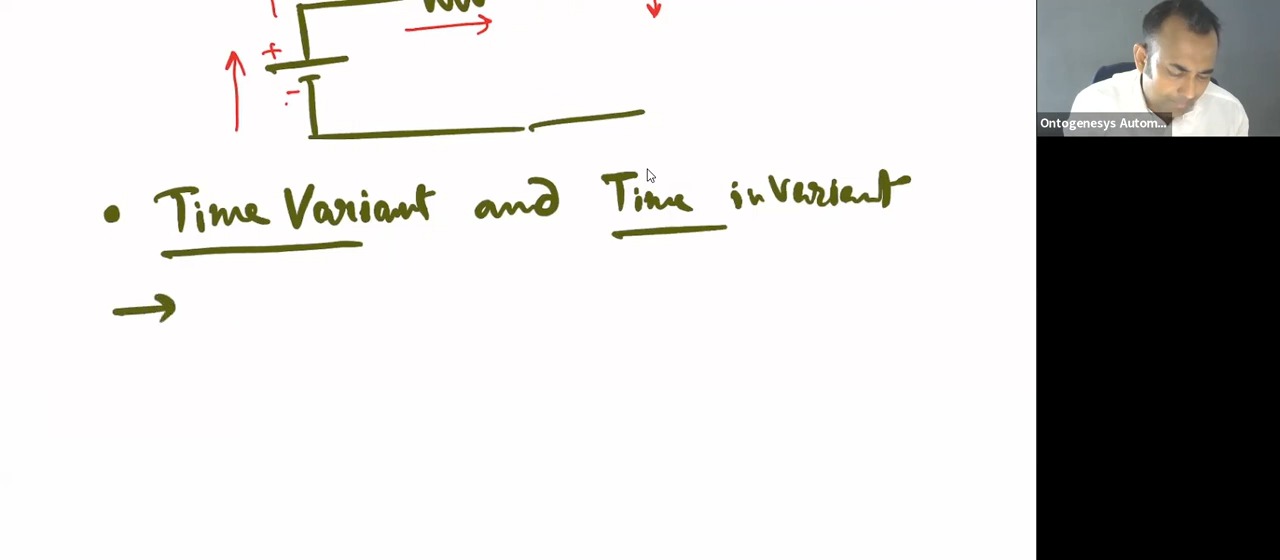 +
-
Ontogenesys Autom...
• Time Variant and Time invariant
→